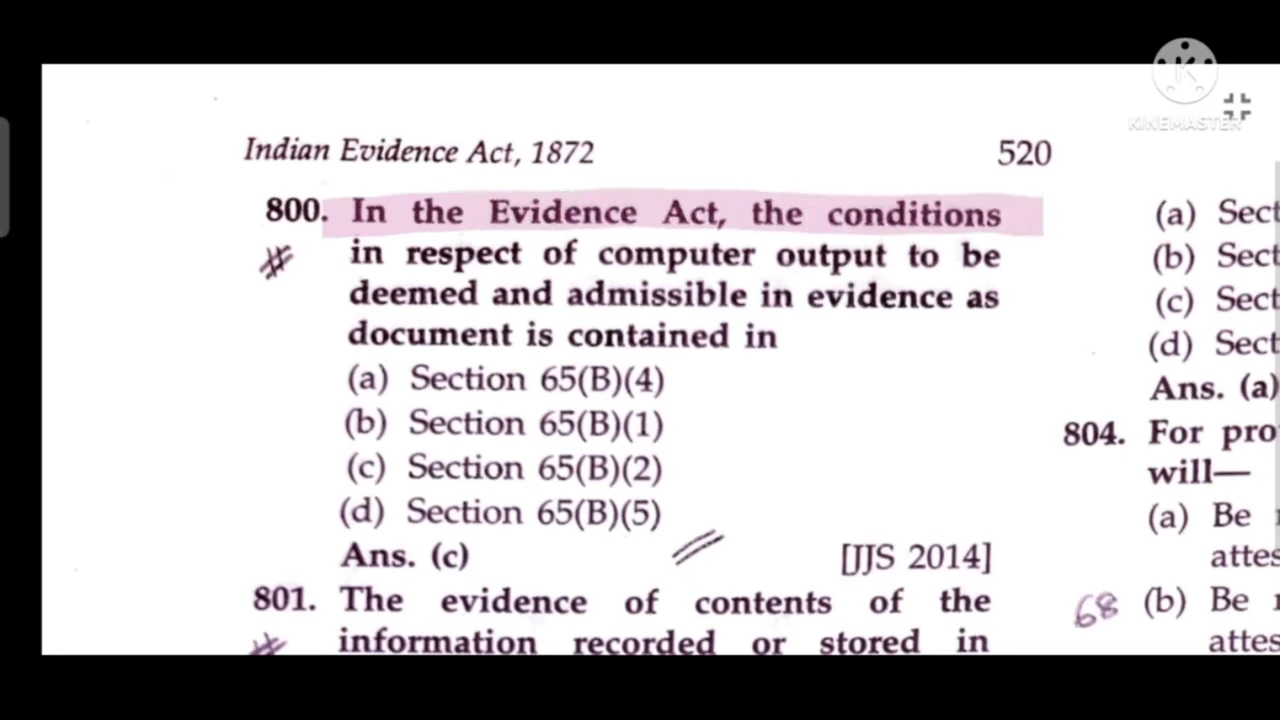 KINEMASTER
Indian Evidence Act, 1872 520
800. In the Evidence Act, the conditions
in respect of computer output to be
deemed and admissible in evidence as
document is contained in
(a) Section 65(B)(4)
(b) Section 65(B)(1)
(c) Section 65(B)(2)
(d) Section 65(B)(5)
Ans. (c) [JJS 2014]
801. The evidence of contents of the
information recorded or stored in
(a) Sect
(b) Sect
(c) Sect
(d) Sect
Ans. (a)
804. For pro
will—
(a) Be
attes
68 (b) Be
attes